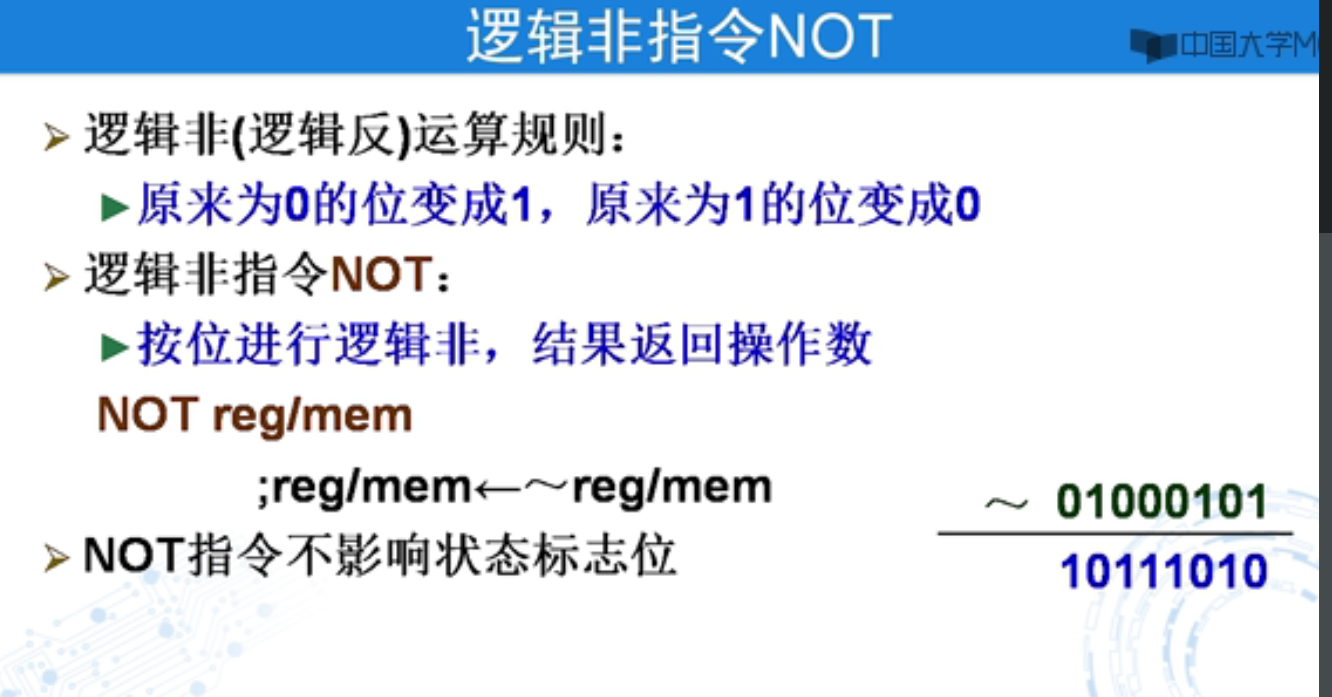 逻辑非指令NOT
中国大学M
逻辑非(逻辑反)运算规则：
原来为0的位变成1，原来为1的位变成0
逻辑非指令NOT：
按位进行逻辑非，结果返回操作数
NOT reg/mem
;reg/mem←～reg/mem
～ 01000101
10111010
NOT指令不影响状态标志位